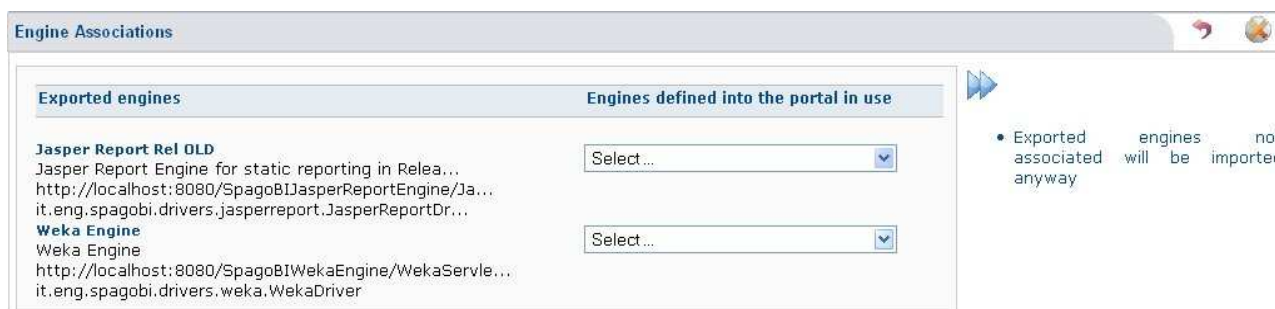 Engine Associations
Exported engines
Engines defined into the portal in use
Jasper Report Rel OLD
Jasper Report Engine for static reporting in Relea...
http://localhost:8080/SpagoBIJasperReportEngine/Ja...
it.eng.spagobi.drivers.jasperreport.JasperReportDr...
Select...
Weka Engine
Weka Engine
http://localhost:8080/SpagoBIWekaEngine/WekaServle...
it.eng.spagobi.drivers.weka.WekaDriver
Select...
• Exported engines no
associated will be imported
anyway